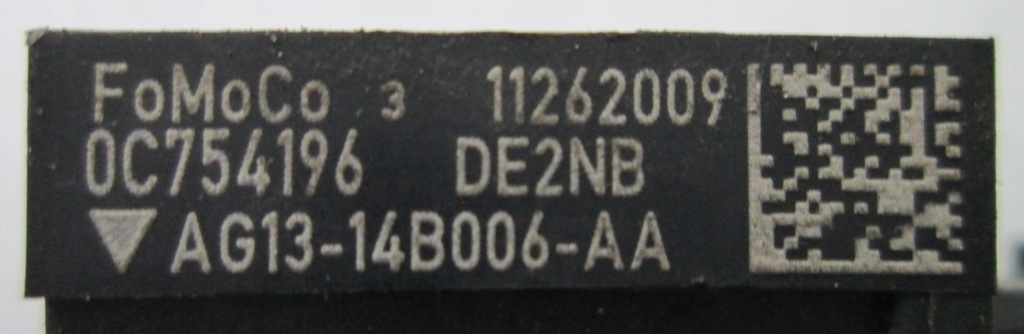 FoMoCo 3 11262009
0C754196 DE2NB
AG13-14B006-AA